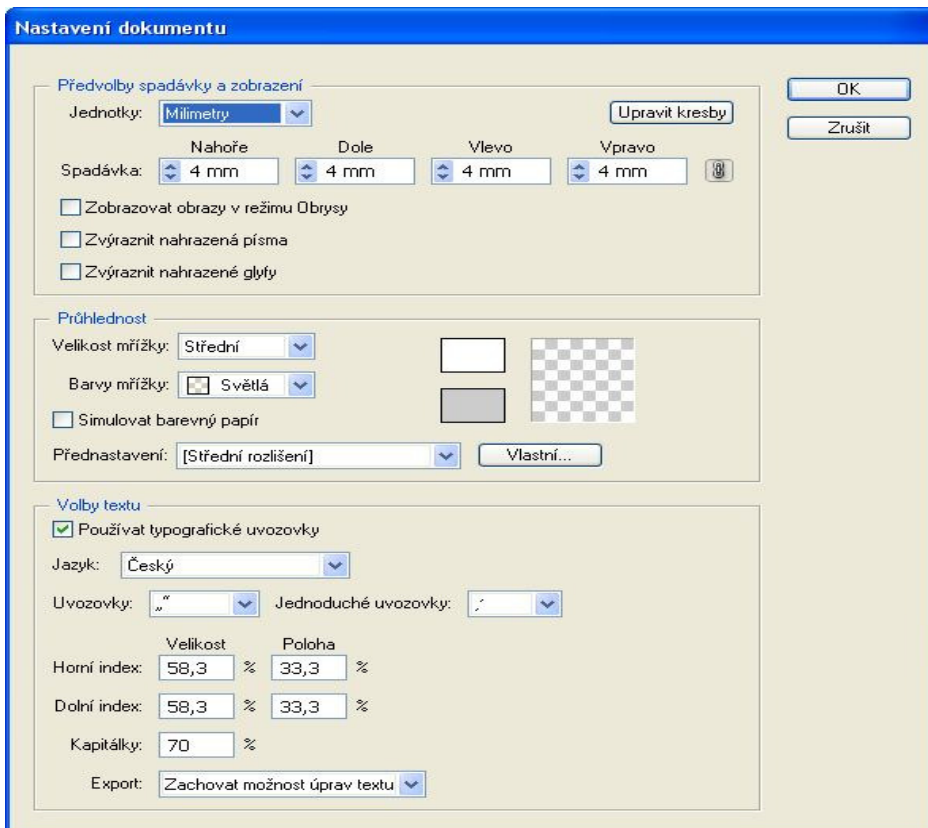 Nastavení dokumentu
Předvolby spadávky a zobrazení
OK
Jednotky: Milimetry Upravit kresby
Zrušit
Nahoře Dole Vlevo Vpravo
Spadávka: 4 mm 4 mm 4 mm 4 mm
Zobrazovat obrazy v režimu Obrysy
Zvýraznit nahrazená písma
Zvýraznit nahrazené glyfy
Průhlednost
Velikost mřížky: Střední
Barvy mřížky: Světlá
Simulovat barevný papír
Přednastavení: [Střední rozlišení] Vlastní...
Volby textu
Používat typografické uvozovky
Jazyk: Český
Uvozovky: „“ Jednoduché uvozovky: ‚‘
Velikost Poloha
Horní index: 58,3 % 33,3 %
Dolní index: 58,3 % 33,3 %
Kapitálky: 70 %
Export: Zachovat možnost úprav textu